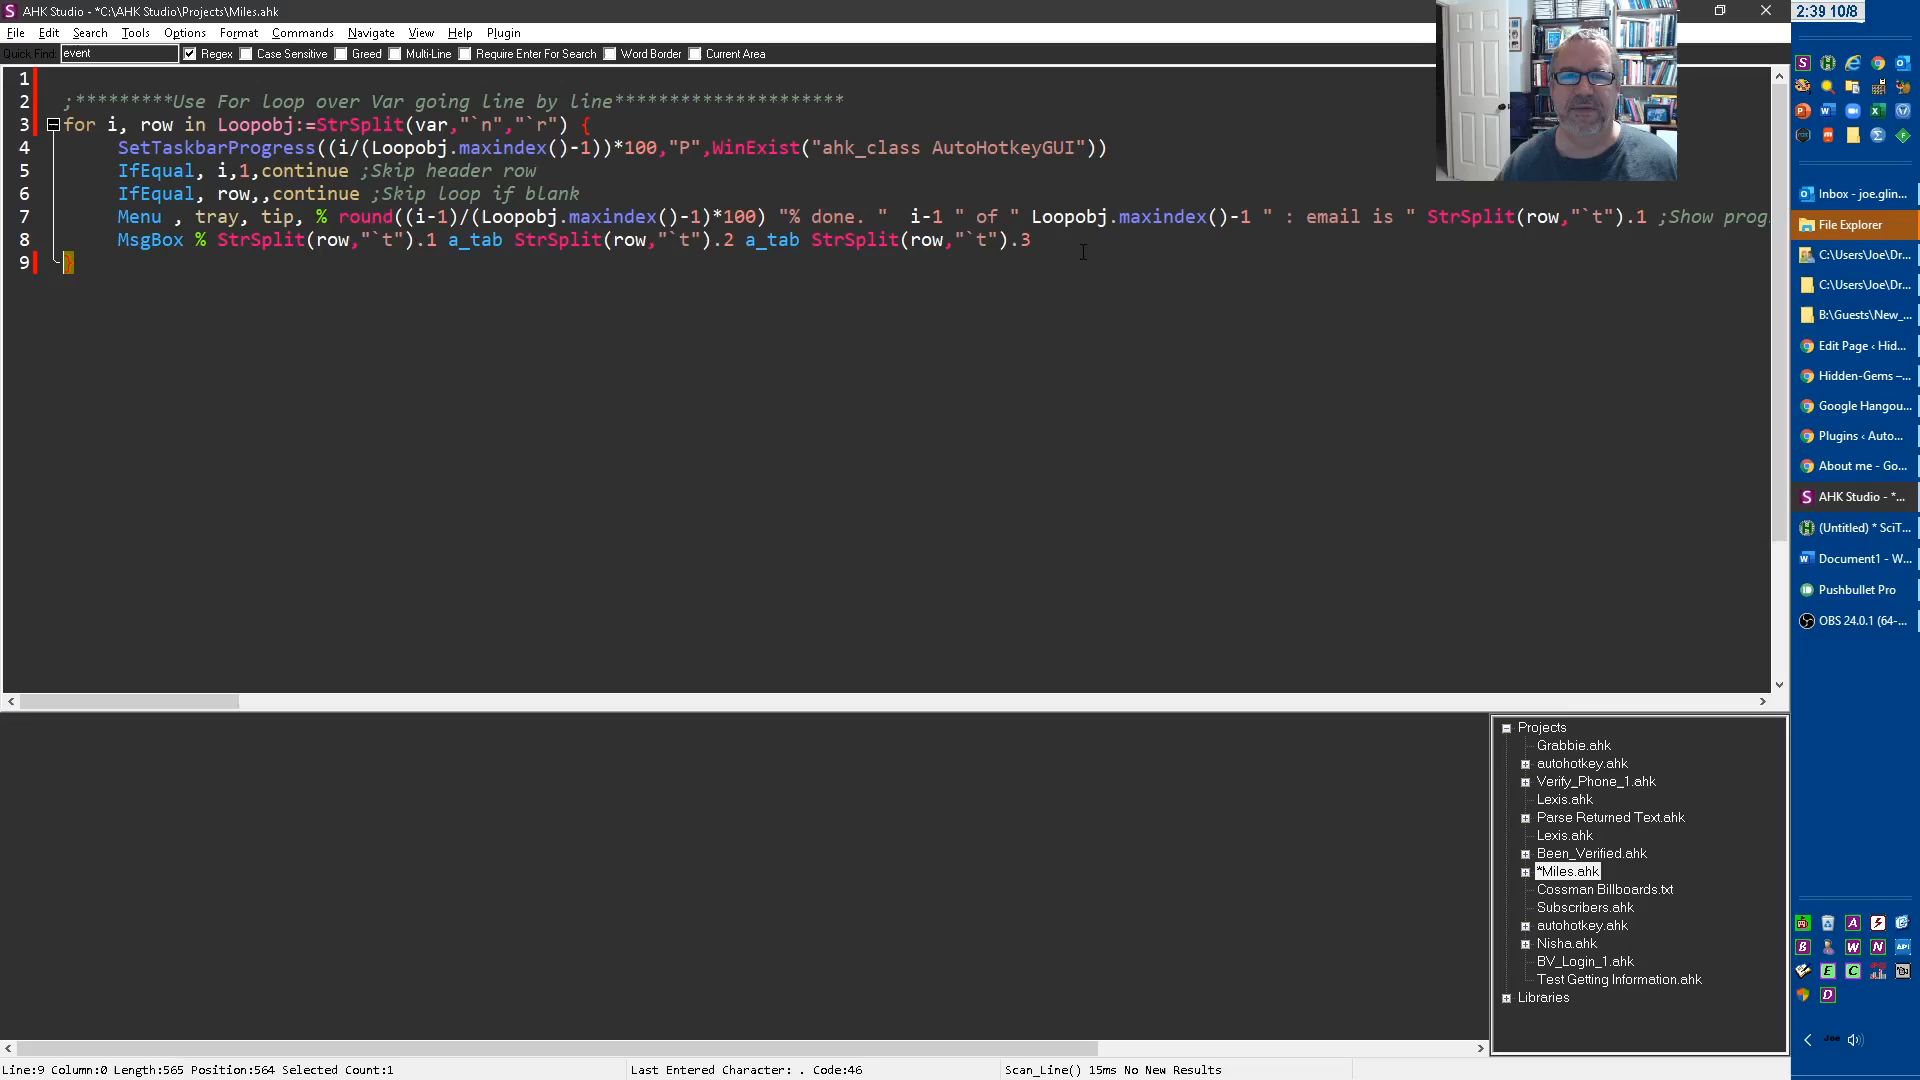 AHK Studio - *C:\AHK Studio\Projects\Miles.ahk
2:39 10/8
File Edit Search Tools Options Format Commands Navigate View Help Plugin
Quick Find: event Regex Case Sensitive Greed Multi-Line Require Enter For Search Word Border Current Area
1
2 ;*********Use For loop over Var going line by line*********************
3 for i, row in Loopobj:=StrSplit(var,"`n","`r") {
4 SetTaskbarProgress((i/(Loopobj.maxindex()-1))*100,"P",WinExist("ahk_class AutoHotkeyGUI"))
5 IfEqual, i,1,continue ;Skip header row
6 IfEqual, row,,continue ;Skip loop if blank
7 Menu , tray, tip, % round((i-1)/(Loopobj.maxindex()-1)*100) "% done. "  i-1 " of " Loopobj.maxindex()-1 " : email is " StrSplit(row,"`t").1 ;Show prog
8 MsgBox % StrSplit(row,"`t").1 a_tab StrSplit(row,"`t").2 a_tab StrSplit(row,"`t").3
9 }
Inbox - joe.glin...
File Explorer
C:\Users\Joe\Dr...
C:\Users\Joe\Dr...
B:\Guests\New_...
Edit Page ‹ Hid...
Hidden-Gems –...
Google Hangou...
Plugins ‹ Auto...
About me - Go...
AHK Studio - *...
(Untitled) * SciT...
Document1 - W...
Pushbullet Pro
OBS 24.0.1 (64-...
Projects
Grabbie.ahk
autohotkey.ahk
Verify_Phone_1.ahk
Lexis.ahk
Parse Returned Text.ahk
Lexis.ahk
Been_Verified.ahk
*Miles.ahk
Cossman Billboards.txt
Subscribers.ahk
autohotkey.ahk
Nisha.ahk
BV_Login_1.ahk
Test Getting Information.ahk
Libraries
Joe
Line:9 Column:0 Length:565 Position:564 Selected Count:1
Last Entered Character: . Code:46
Scan_Line() 15ms No New Results